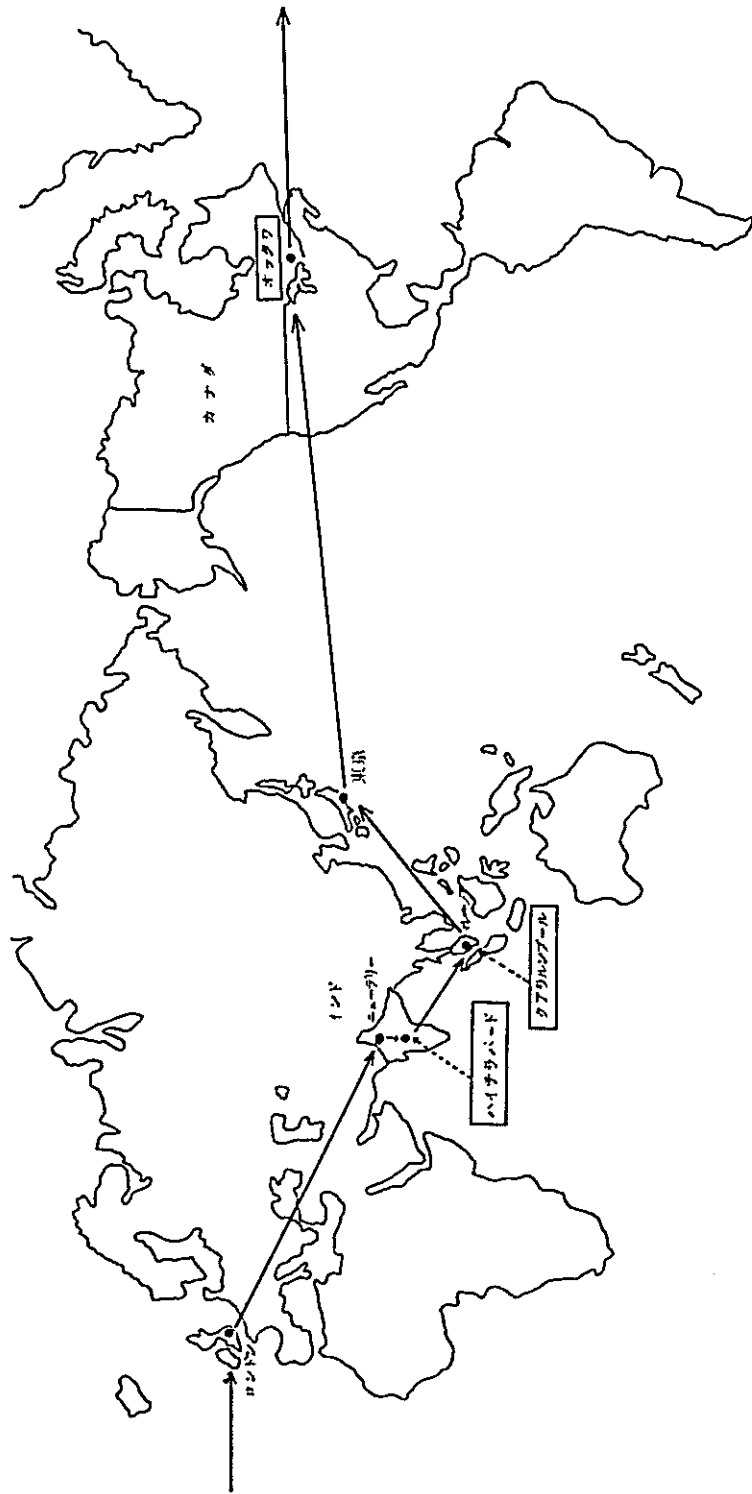 ロンドン
インド
ニューデリー
ハイデラバード
クアラルンプール
東京
カナダ
オタワ